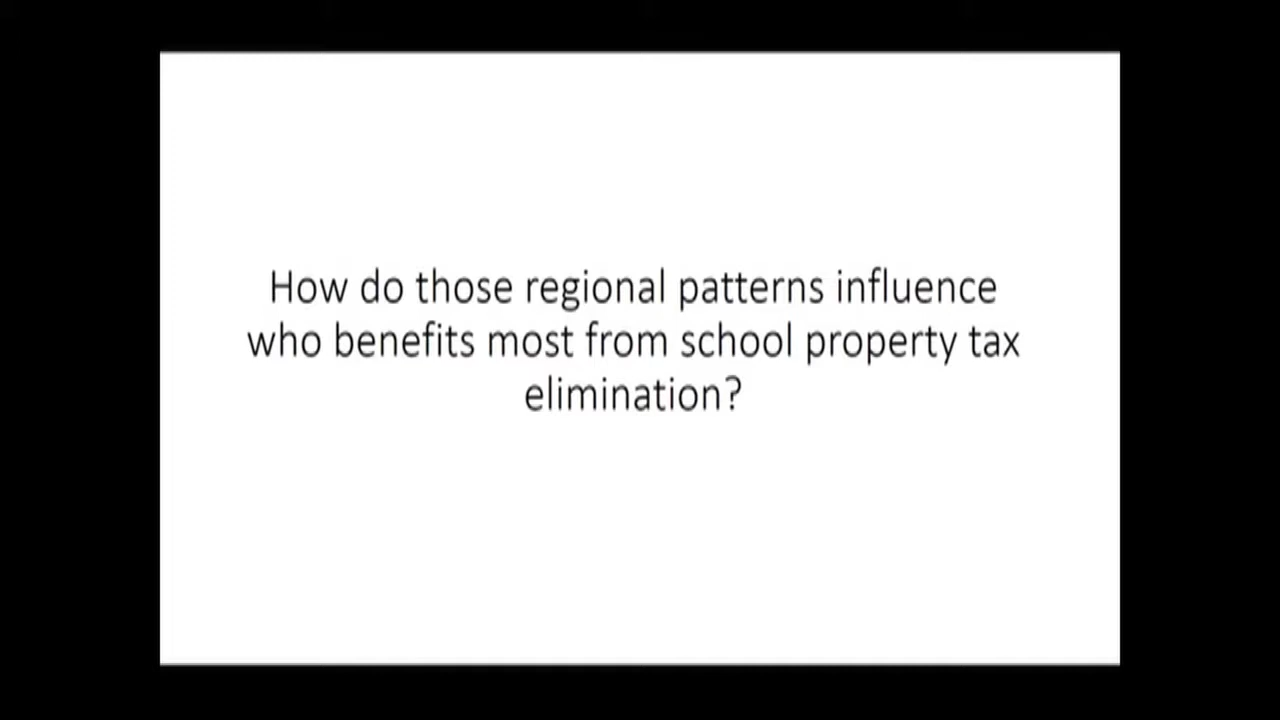 How do those regional patterns influence
who benefits most from school property tax
elimination?